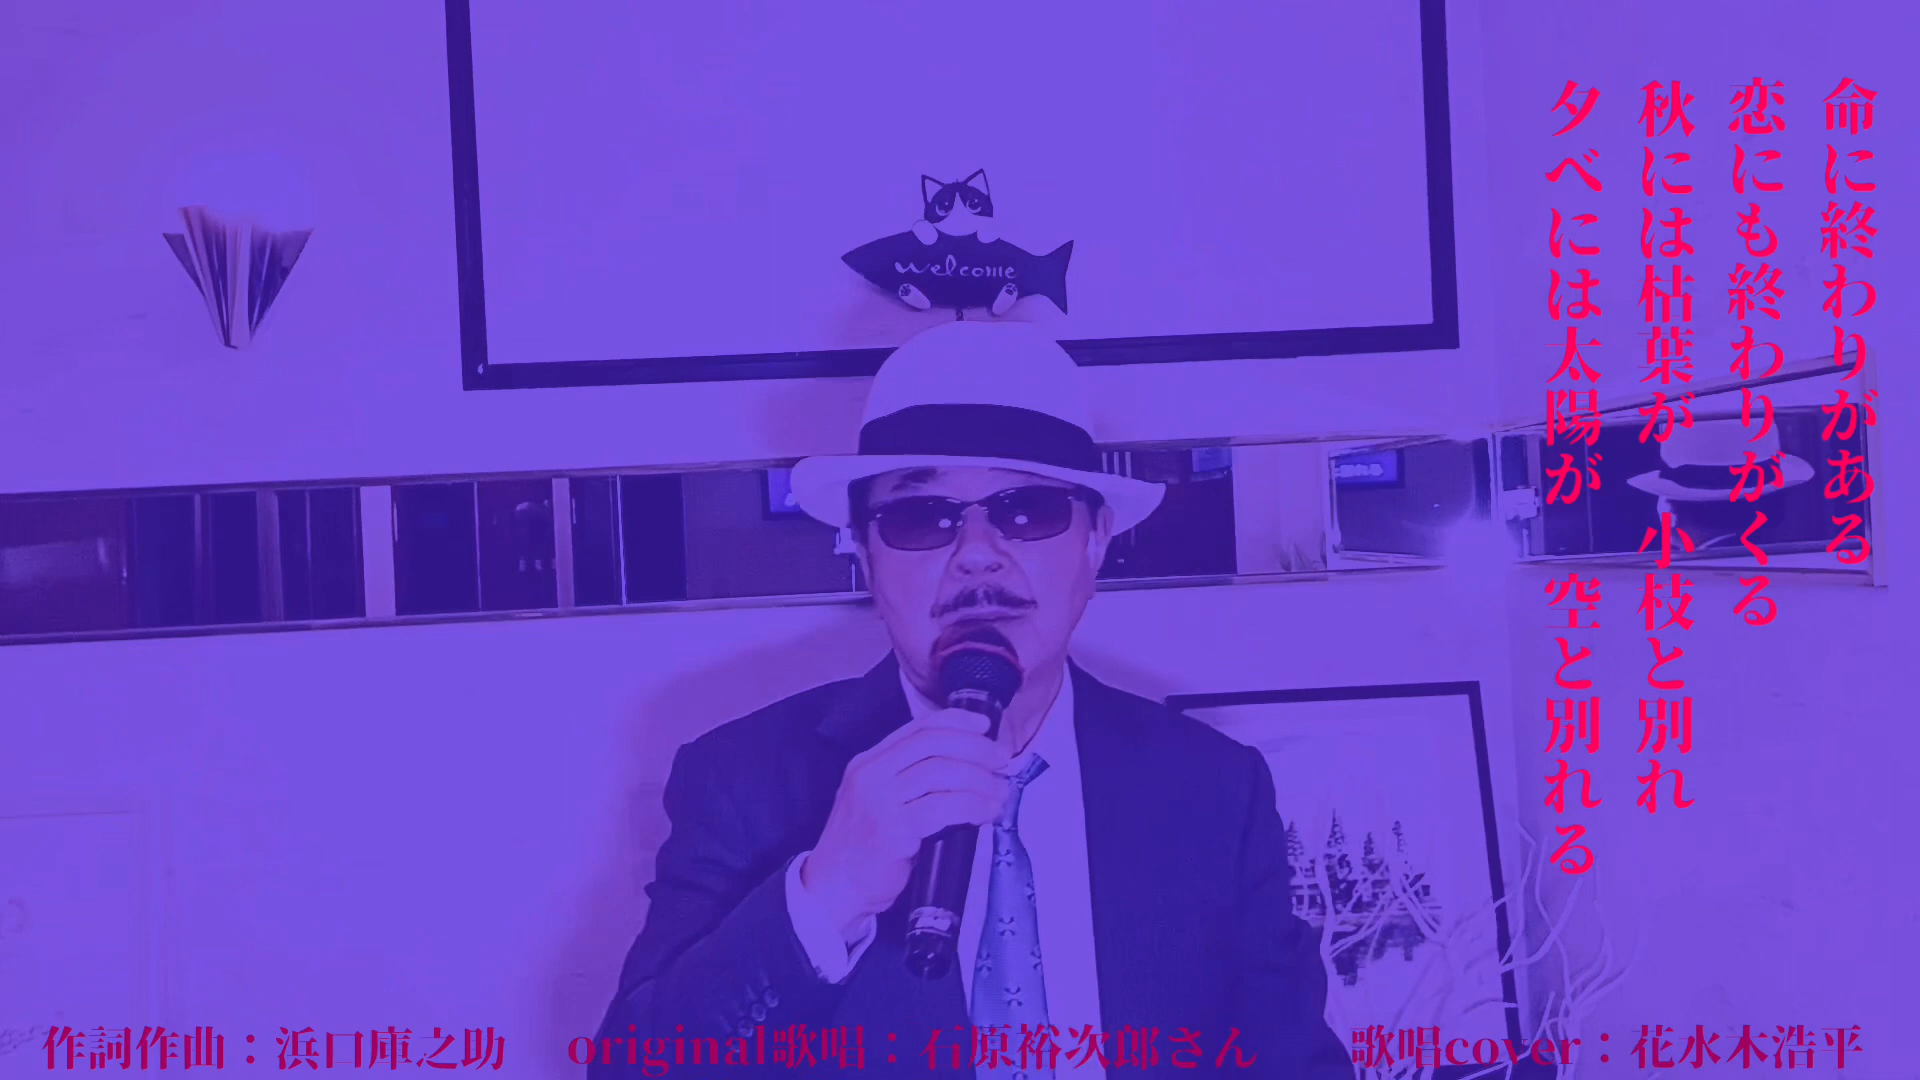 命に終わりがある
恋にも終わりがくる
秋には枯葉が 小枝と別れ
夕べには太陽が 空と別れる
welcome
作詞作曲：浜口庫之助 original歌唱：石原裕次郎さん 歌唱cover：花水木浩平